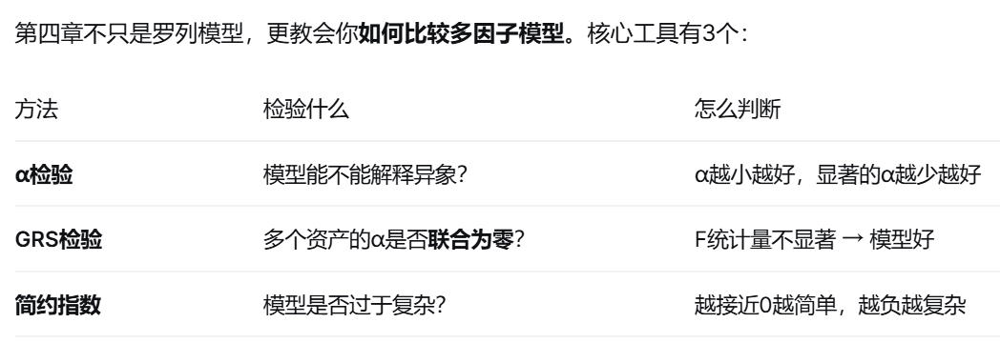 第四章不只是罗列模型，更教会你如何比较多因子模型。核心工具有3个：
方法 检验什么 怎么判断
α检验 模型能不能解释异象？ α越小越好，显著的α越少越好
GRS检验 多个资产的α是否联合为零？ F统计量不显著 → 模型好
简约指数 模型是否过于复杂？ 越接近0越简单，越负越复杂